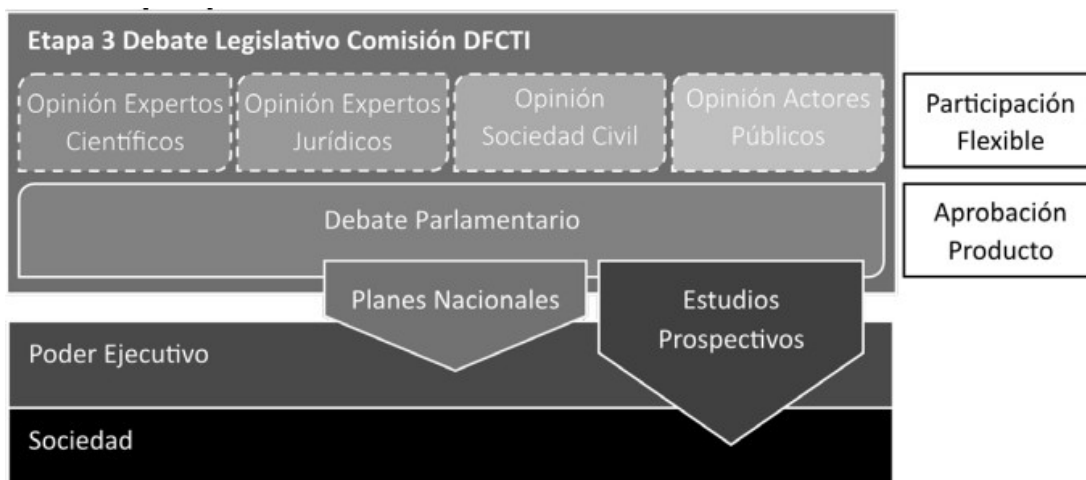 Etapa 3 Debate Legislativo Comisión DFCTI
Opinión Expertos
Científicos
Opinión Expertos
Jurídicos
Opinión
Sociedad Civil
Opinión Actores
Públicos
Participación
Flexible
Debate Parlamentario
Aprobación
Producto
Planes Nacionales
Estudios
Prospectivos
Poder Ejecutivo
Sociedad